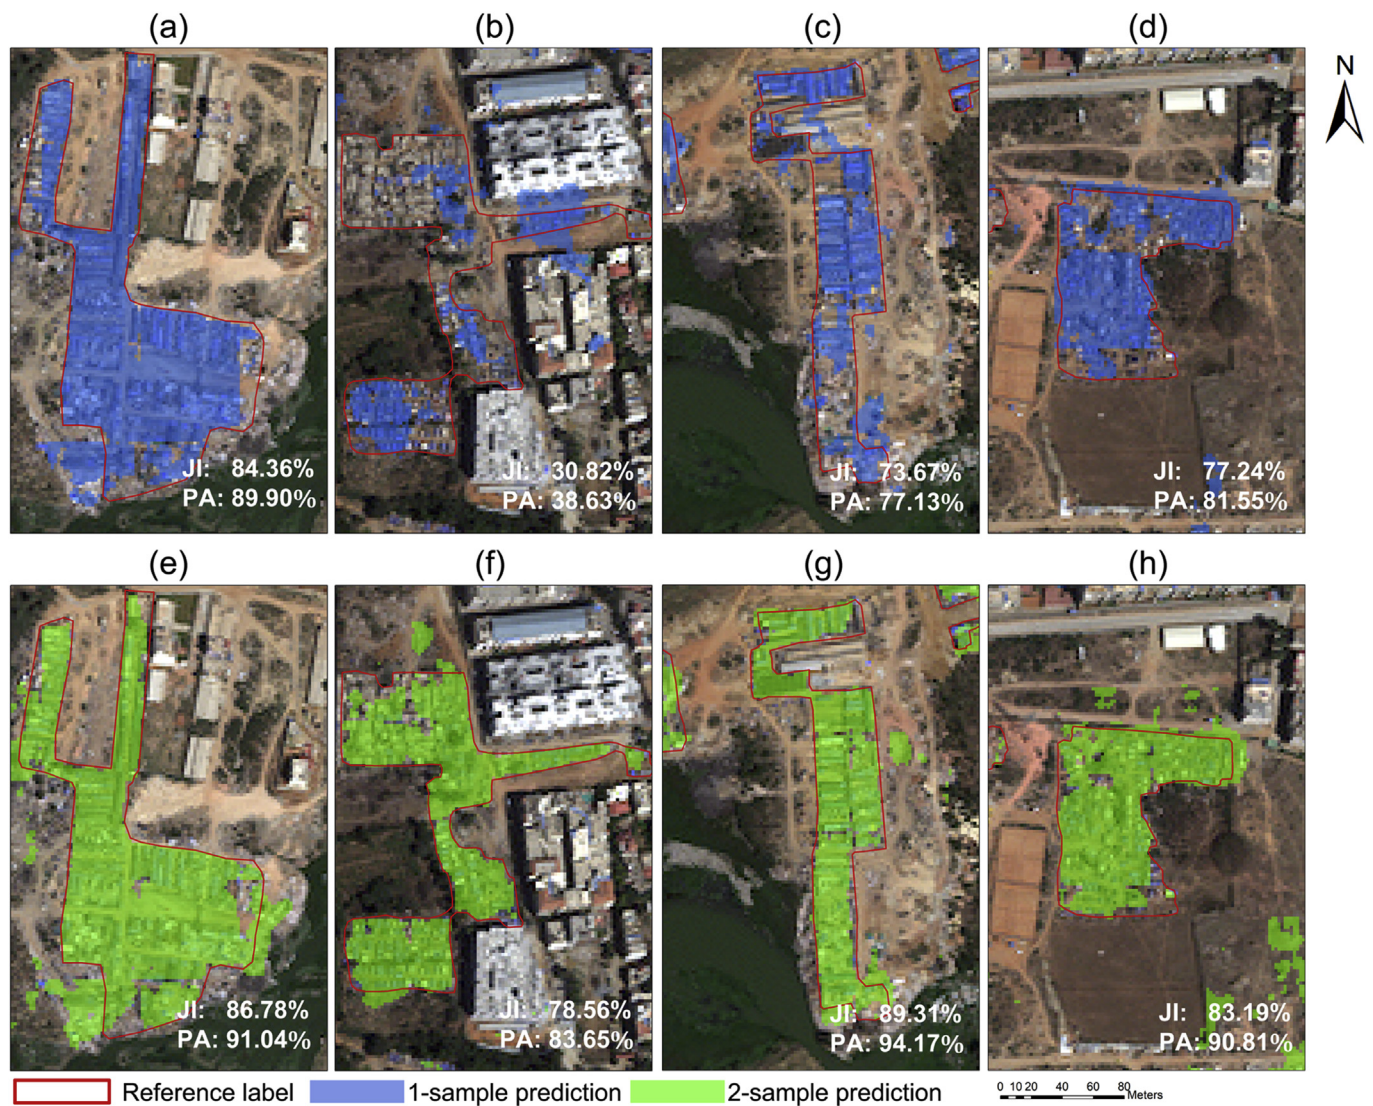 (a) (b) (c) (d)
N
JI: 84.36%
PA: 89.90%
JI: 30.82%
PA: 38.63%
JI: 73.67%
PA: 77.13%
JI: 77.24%
PA: 81.55%
(e) (f) (g) (h)
JI: 86.78%
PA: 91.04%
JI: 78.56%
PA: 83.65%
JI: 89.31%
PA: 94.17%
JI: 83.19%
PA: 90.81%
Reference label 1-sample prediction 2-sample prediction
0 10 20 40 60 80 Meters